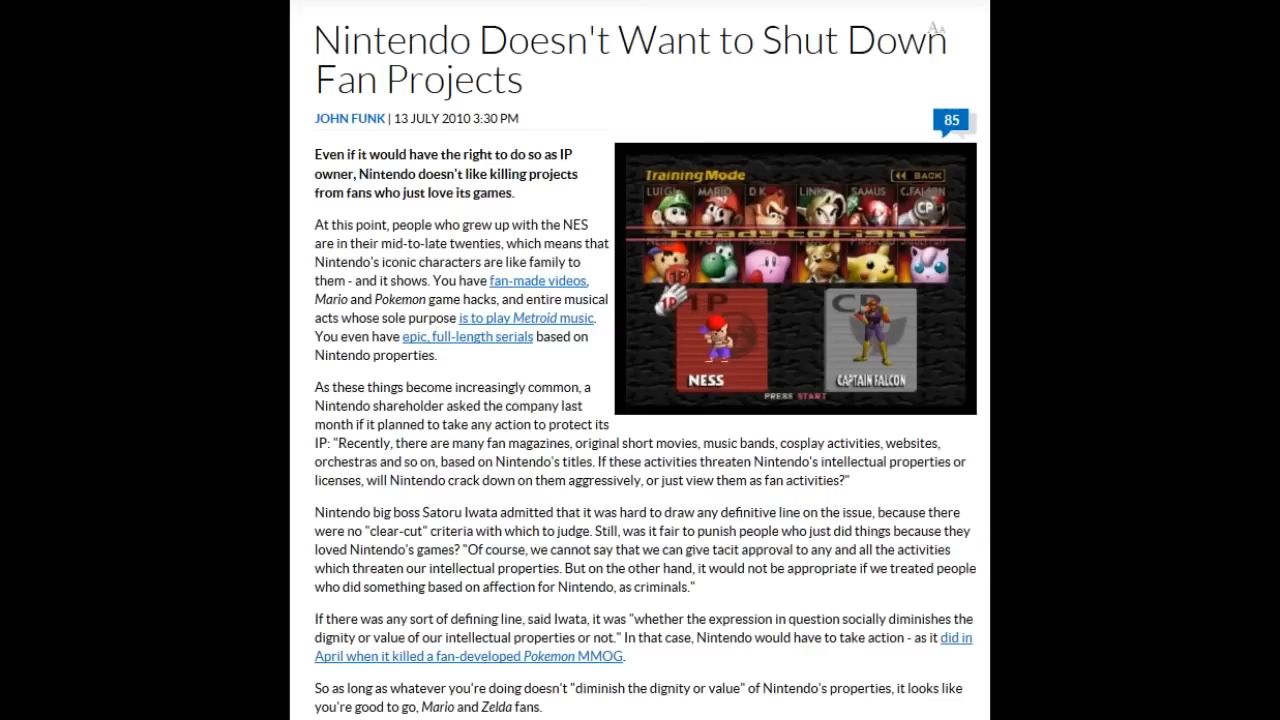 Nintendo Doesn't Want to Shut Down
Fan Projects
AA
JOHN FUNK | 13 JULY 2010 3:30 PM
85
Even if it would have the right to do so as IP
owner, Nintendo doesn't like killing projects
from fans who just love its games.
At this point, people who grew up with the NES
are in their mid-to-late twenties, which means that
Nintendo's iconic characters are like family to
them - and it shows. You have fan-made videos,
Mario and Pokemon game hacks, and entire musical
acts whose sole purpose is to play Metroid music.
You even have epic, full-length serials based on
Nintendo properties.
Training Mode
BACK
LUIGI MARIO DK LINK SAMUS C.FALCON
CP
Ready to Fight
1P
1P
1P
CP
NESS
CAPTAIN FALCON
PRESS START
As these things become increasingly common, a
Nintendo shareholder asked the company last
month if it planned to take any action to protect its
IP: "Recently, there are many fan magazines, original short movies, music bands, cosplay activities, websites,
orchestras and so on, based on Nintendo's titles. If these activities threaten Nintendo's intellectual properties or
licenses, will Nintendo crack down on them aggressively, or just view them as fan activities?"
Nintendo big boss Satoru Iwata admitted that it was hard to draw any definitive line on the issue, because there
were no "clear-cut" criteria with which to judge. Still, was it fair to punish people who just did things because they
loved Nintendo's games? "Of course, we cannot say that we can give tacit approval to any and all the activities
which threaten our intellectual properties. But on the other hand, it would not be appropriate if we treated people
who did something based on affection for Nintendo, as criminals."
If there was any sort of defining line, said Iwata, it was "whether the expression in question socially diminishes the
dignity or value of our intellectual properties or not." In that case, Nintendo would have to take action - as it did in
April when it killed a fan-developed Pokemon MMOG.
So as long as whatever you're doing doesn't "diminish the dignity or value" of Nintendo's properties, it looks like
you're good to go, Mario and Zelda fans.